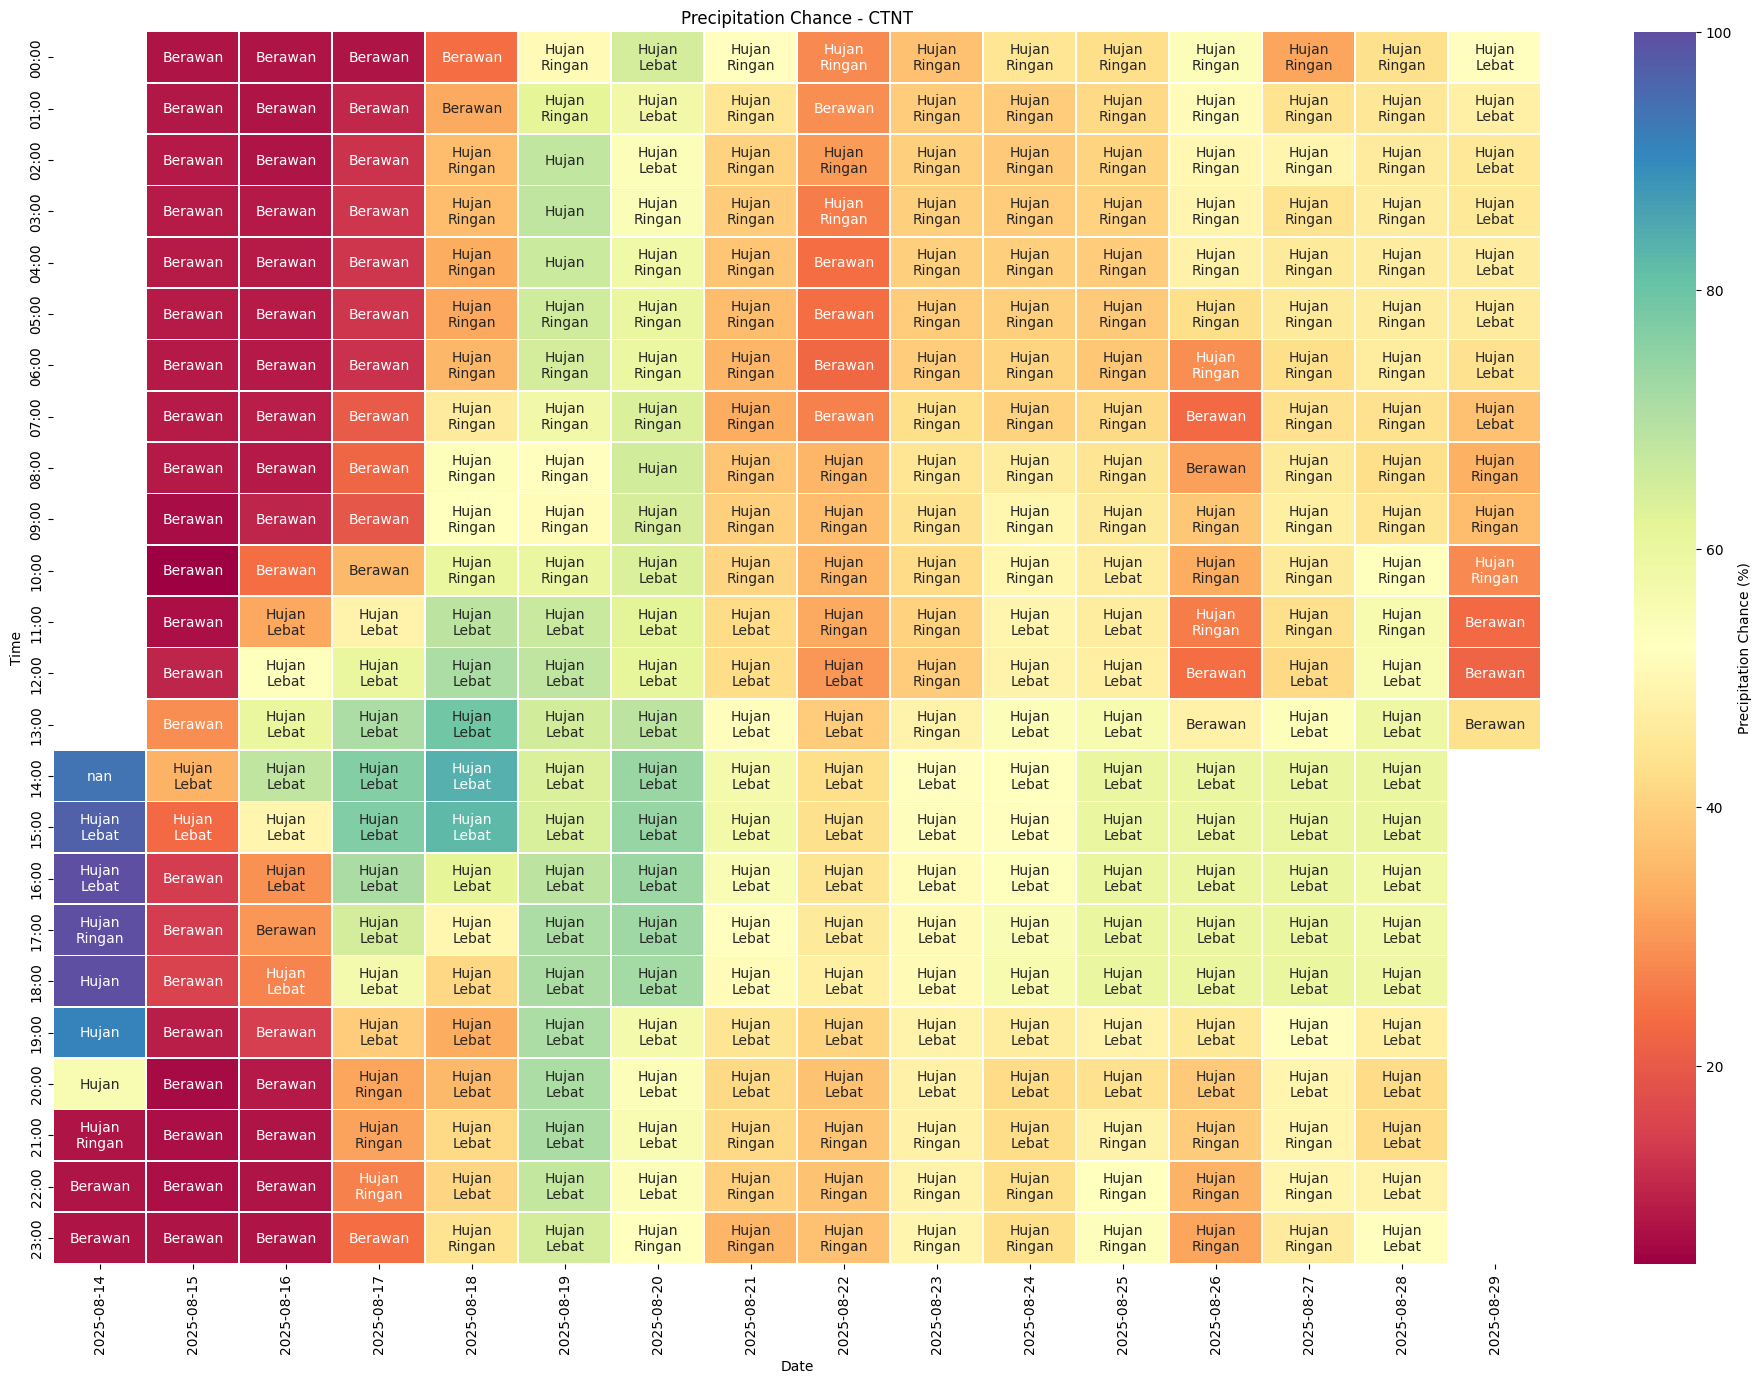 Precipitation Chance - CTNT
00:00 Berawan Berawan Berawan Berawan Hujan Ringan Hujan Lebat Hujan Ringan Hujan Ringan Hujan Ringan Hujan Ringan Hujan Ringan Hujan Ringan Hujan Ringan Hujan Ringan Hujan Lebat
01:00 Berawan Berawan Berawan Berawan Hujan Ringan Hujan Lebat Hujan Ringan Berawan Hujan Ringan Hujan Ringan Hujan Ringan Hujan Ringan Hujan Ringan Hujan Ringan Hujan Lebat
02:00 Berawan Berawan Berawan Hujan Ringan Hujan Hujan Lebat Hujan Ringan Hujan Ringan Hujan Ringan Hujan Ringan Hujan Ringan Hujan Ringan Hujan Ringan Hujan Ringan Hujan Lebat
03:00 Berawan Berawan Berawan Hujan Ringan Hujan Hujan Ringan Hujan Ringan Hujan Ringan Hujan Ringan Hujan Ringan Hujan Ringan Hujan Ringan Hujan Ringan Hujan Ringan Hujan Lebat
04:00 Berawan Berawan Berawan Hujan Ringan Hujan Hujan Ringan Hujan Ringan Berawan Hujan Ringan Hujan Ringan Hujan Ringan Hujan Ringan Hujan Ringan Hujan Ringan Hujan Lebat
05:00 Berawan Berawan Berawan Hujan Ringan Hujan Ringan Hujan Ringan Hujan Ringan Berawan Hujan Ringan Hujan Ringan Hujan Ringan Hujan Ringan Hujan Ringan Hujan Ringan Hujan Lebat
06:00 Berawan Berawan Berawan Hujan Ringan Hujan Ringan Hujan Ringan Hujan Ringan Berawan Hujan Ringan Hujan Ringan Hujan Ringan Hujan Ringan Hujan Ringan Hujan Ringan Hujan Lebat
07:00 Berawan Berawan Berawan Hujan Ringan Hujan Ringan Hujan Ringan Hujan Ringan Berawan Hujan Ringan Hujan Ringan Hujan Ringan Berawan Hujan Ringan Hujan Ringan Hujan Lebat
08:00 Berawan Berawan Berawan Hujan Ringan Hujan Ringan Hujan Hujan Ringan Hujan Ringan Hujan Ringan Hujan Ringan Hujan Ringan Berawan Hujan Ringan Hujan Ringan Hujan Ringan
09:00 Berawan Berawan Berawan Hujan Ringan Hujan Ringan Hujan Ringan Hujan Ringan Hujan Ringan Hujan Ringan Hujan Ringan Hujan Ringan Hujan Ringan Hujan Ringan Hujan Ringan Hujan Ringan
10:00 Berawan Berawan Berawan Hujan Ringan Hujan Ringan Hujan Lebat Hujan Ringan Hujan Ringan Hujan Ringan Hujan Ringan Hujan Lebat Hujan Ringan Hujan Ringan Hujan Ringan Hujan Ringan
11:00 Berawan Hujan Lebat Hujan Lebat Hujan Lebat Hujan Lebat Hujan Lebat Hujan Lebat Hujan Ringan Hujan Ringan Hujan Lebat Hujan Lebat Hujan Ringan Hujan Ringan Hujan Ringan Berawan
12:00 Berawan Hujan Lebat Hujan Lebat Hujan Lebat Hujan Lebat Hujan Lebat Hujan Lebat Hujan Lebat Hujan Ringan Hujan Lebat Hujan Lebat Berawan Hujan Lebat Hujan Lebat Berawan
13:00 Berawan Hujan Lebat Hujan Lebat Hujan Lebat Hujan Lebat Hujan Lebat Hujan Lebat Hujan Lebat Hujan Ringan Hujan Lebat Hujan Lebat Berawan Hujan Lebat Hujan Lebat Berawan
14:00 nan Hujan Lebat Hujan Lebat Hujan Lebat Hujan Lebat Hujan Lebat Hujan Lebat Hujan Lebat Hujan Lebat Hujan Lebat Hujan Lebat Hujan Lebat Hujan Lebat Hujan Lebat Hujan Lebat
15:00 Hujan Lebat Hujan Lebat Hujan Lebat Hujan Lebat Hujan Lebat Hujan Lebat Hujan Lebat Hujan Lebat Hujan Lebat Hujan Lebat Hujan Lebat Hujan Lebat Hujan Lebat Hujan Lebat Hujan Lebat
16:00 Hujan Lebat Berawan Hujan Lebat Hujan Lebat Hujan Lebat Hujan Lebat Hujan Lebat Hujan Lebat Hujan Lebat Hujan Lebat Hujan Lebat Hujan Lebat Hujan Lebat Hujan Lebat Hujan Lebat
17:00 Hujan Ringan Berawan Berawan Hujan Lebat Hujan Lebat Hujan Lebat Hujan Lebat Hujan Lebat Hujan Lebat Hujan Lebat Hujan Lebat Hujan Lebat Hujan Lebat Hujan Lebat Hujan Lebat
18:00 Hujan Berawan Hujan Lebat Hujan Lebat Hujan Lebat Hujan Lebat Hujan Lebat Hujan Lebat Hujan Lebat Hujan Lebat Hujan Lebat Hujan Lebat Hujan Lebat Hujan Lebat Hujan Lebat
19:00 Hujan Berawan Berawan Hujan Lebat Hujan Lebat Hujan Lebat Hujan Lebat Hujan Lebat Hujan Lebat Hujan Lebat Hujan Lebat Hujan Lebat Hujan Lebat Hujan Lebat Hujan Lebat
20:00 Hujan Berawan Berawan Hujan Ringan Hujan Lebat Hujan Lebat Hujan Lebat Hujan Lebat Hujan Lebat Hujan Lebat Hujan Lebat Hujan Lebat Hujan Lebat Hujan Lebat Hujan Lebat
21:00 Hujan Ringan Berawan Berawan Hujan Ringan Hujan Lebat Hujan Lebat Hujan Lebat Hujan Ringan Hujan Ringan Hujan Ringan Hujan Lebat Hujan Ringan Hujan Ringan Hujan Ringan Hujan Lebat
22:00 Berawan Berawan Berawan Hujan Ringan Hujan Lebat Hujan Lebat Hujan Lebat Hujan Ringan Hujan Ringan Hujan Ringan Hujan Ringan Hujan Ringan Hujan Ringan Hujan Ringan Hujan Lebat
23:00 Berawan Berawan Berawan Berawan Hujan Ringan Hujan Lebat Hujan Ringan Hujan Ringan Hujan Ringan Hujan Ringan Hujan Ringan Hujan Ringan Hujan Ringan Hujan Ringan Hujan Lebat
Time
2025-08-14 2025-08-15 2025-08-16 2025-08-17 2025-08-18 2025-08-19 2025-08-20 2025-08-21 2025-08-22 2025-08-23 2025-08-24 2025-08-25 2025-08-26 2025-08-27 2025-08-28 2025-08-29
Date
100
80
60
40
20
Precipitation Chance (%)